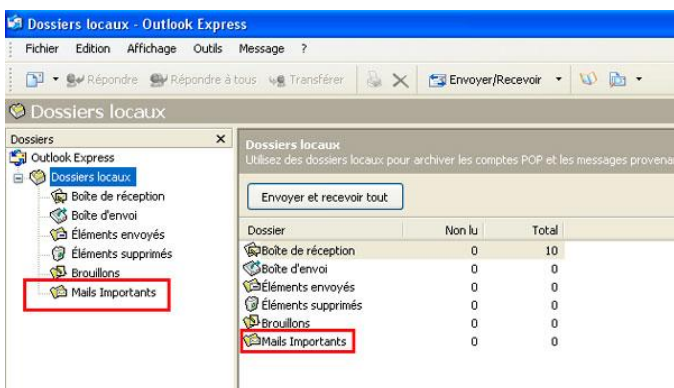 Dossiers locaux - Outlook Express
Fichier Edition Affichage Outils Message ?
Répondre Répondre à tous Transférer Envoyer/Recevoir
Dossiers locaux
Dossiers
Outlook Express
Dossiers locaux
Boîte de réception
Boîte d'envoi
Éléments envoyés
Éléments supprimés
Brouillons
Mails Importants
Dossiers locaux
Utilisez des dossiers locaux pour archiver les comptes POP et les messages provena
Envoyer et recevoir tout
Dossier Non lu Total
Boîte de réception 0 10
Boîte d'envoi 0 0
Éléments envoyés 0 0
Éléments supprimés 0 0
Brouillons 0 0
Mails Importants 0 0